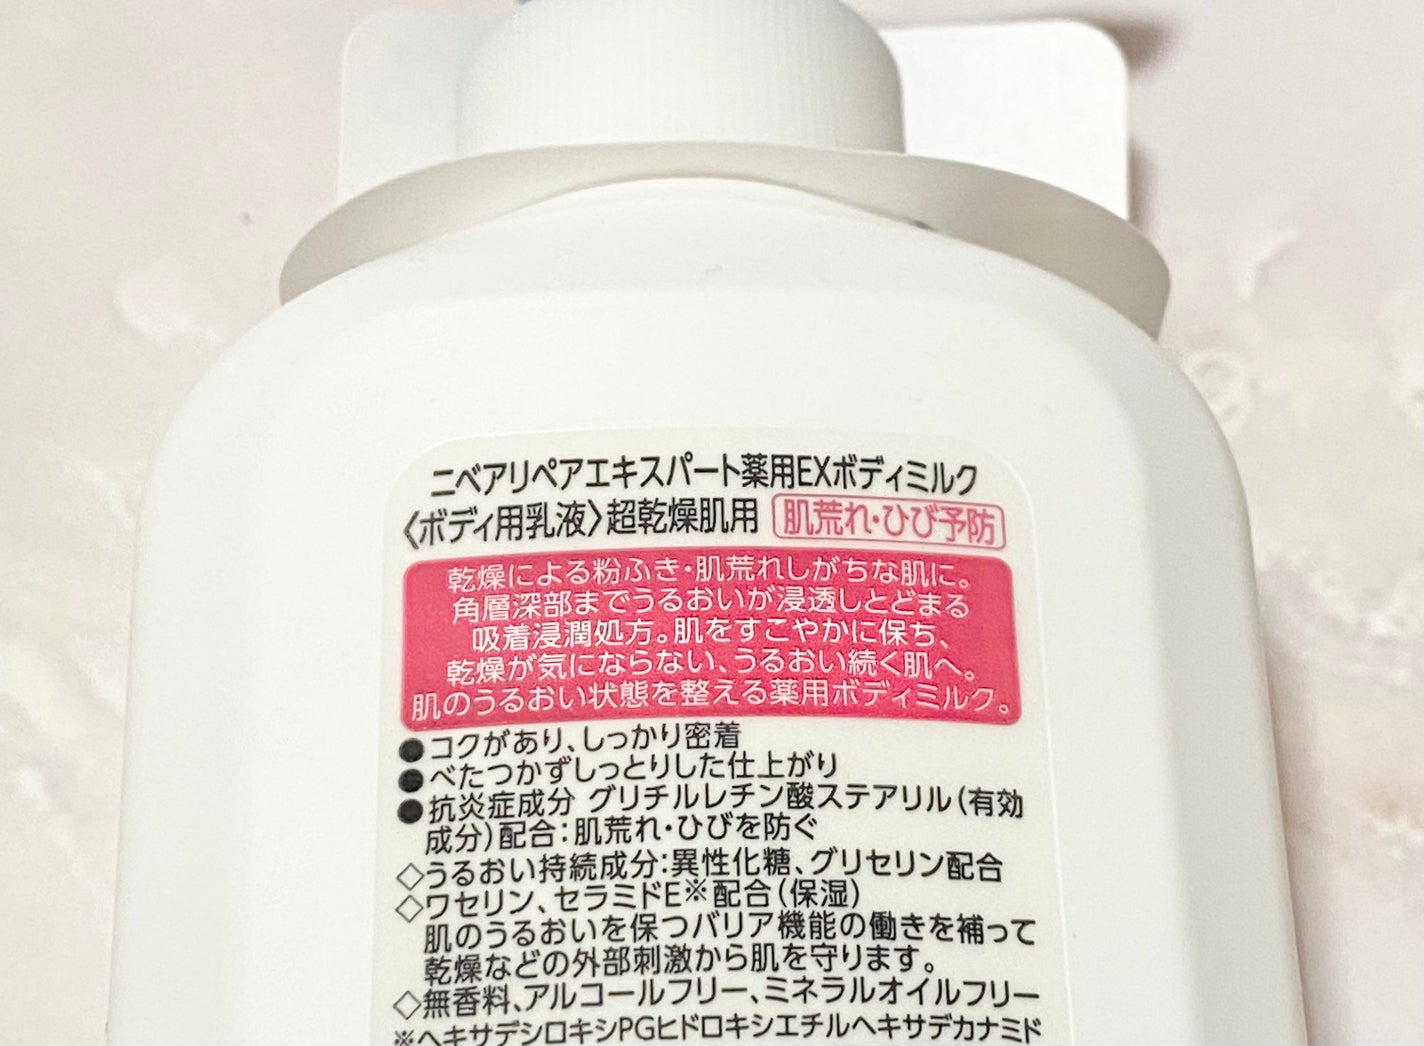 ニベアリペアエキスパート薬用EXボディミルク
〈ボディ用乳液〉超乾燥肌用 肌荒れ・ひび予防
乾燥による粉ふき・肌荒れしがちな肌に。
角層深部までうるおいが浸透しとどまる
吸着浸潤処方。肌をすこやかに保ち、
乾燥が気にならない、うるおい続く肌へ。
肌のうるおい状態を整える薬用ボディミルク。
●コクがあり、しっかり密着
●べたつかずしっとりした仕上がり
●抗炎症成分 グリチルレチン酸ステアリル(有効
成分)配合：肌荒れ・ひびを防ぐ
◇うるおい持続成分：異性化糖、グリセリン配合
◇ワセリン、セラミドE※配合(保湿)
肌のうるおいを保つバリア機能の働きを補って
乾燥などの外部刺激から肌を守ります。
◇無香料、アルコールフリー、ミネラルオイルフリー
※ヘキサデシロキシPGヒドロキシエチルヘキサデカナミド